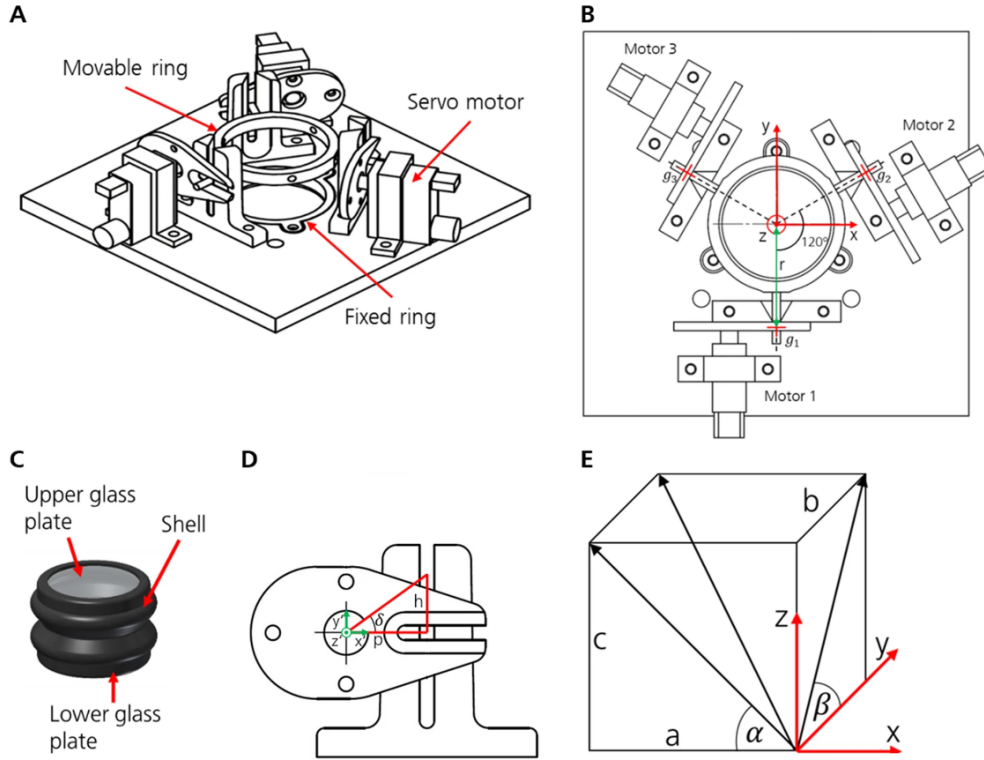 A
Movable ring
Servo motor
Fixed ring
B
Motor 3
Motor 2
y
g₃
g₂
z
120°
x
r
g₁
Motor 1
C
Upper glass
plate
Shell
Lower glass
plate
D
h
y
δ
z
x
p
E
b
z
c
y
β
α
a
x